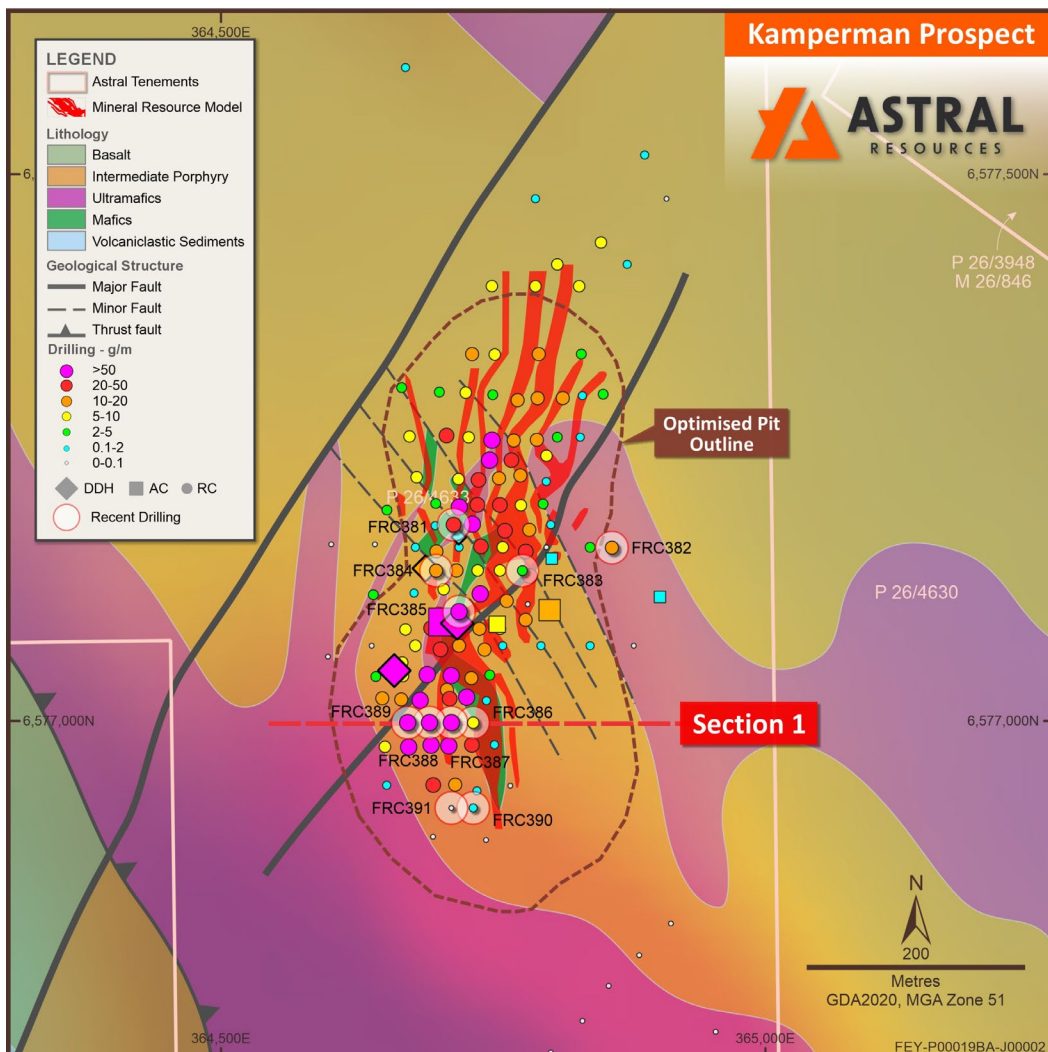 364,500E
Kamperman Prospect
ASTRAL
RESOURCES
LEGEND
Astral Tenements
Mineral Resource Model
Lithology
Basalt
Intermediate Porphyry
Ultramafics
Mafics
Volcaniclastic Sediments
Geological Structure
Major Fault
Minor Fault
Thrust fault
Drilling - g/m
>50
20-50
10-20
5-10
2-5
0.1-2
0-0.1
DDH AC RC
Recent Drilling
6,577,500N
P 26/3948
M 26/846
Optimised Pit
Outline
P 26/4633
FRC381
FRC382
FRC384
FRC383
FRC385
P 26/4630
FRC389
FRC386
6,577,000N
Section 1
6,577,000N
FRC388
FRC387
FRC391
FRC390
N
200
Metres
GDA2020, MGA Zone 51
364,500E
365,000E
FEY-P00019BA-J00002